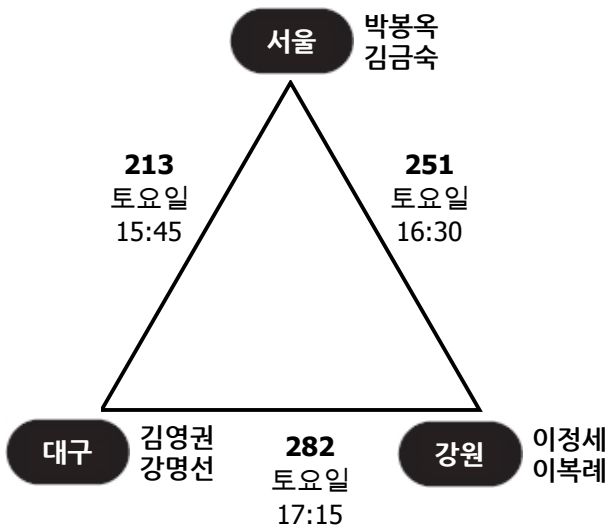 서울
박봉옥
김금숙
213
토요일
15:45
251
토요일
16:30
대구
김영권
강명선
282
토요일
17:15
강원
이정세
이복례